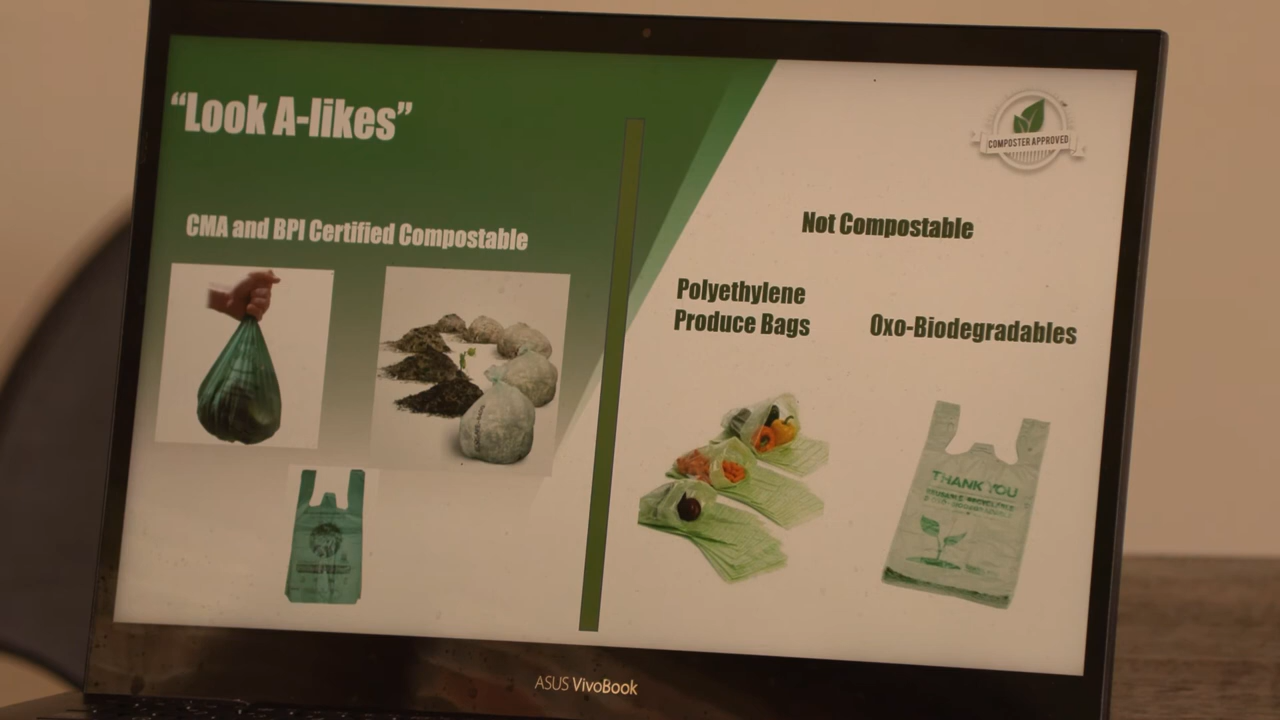 “Look A-likes”
COMPOSTER APPROVED
CMA and BPI Certified Compostable
Not Compostable
Polyethylene
Produce Bags
Oxo-Biodegradables
THANK YOU
ASUS VivoBook